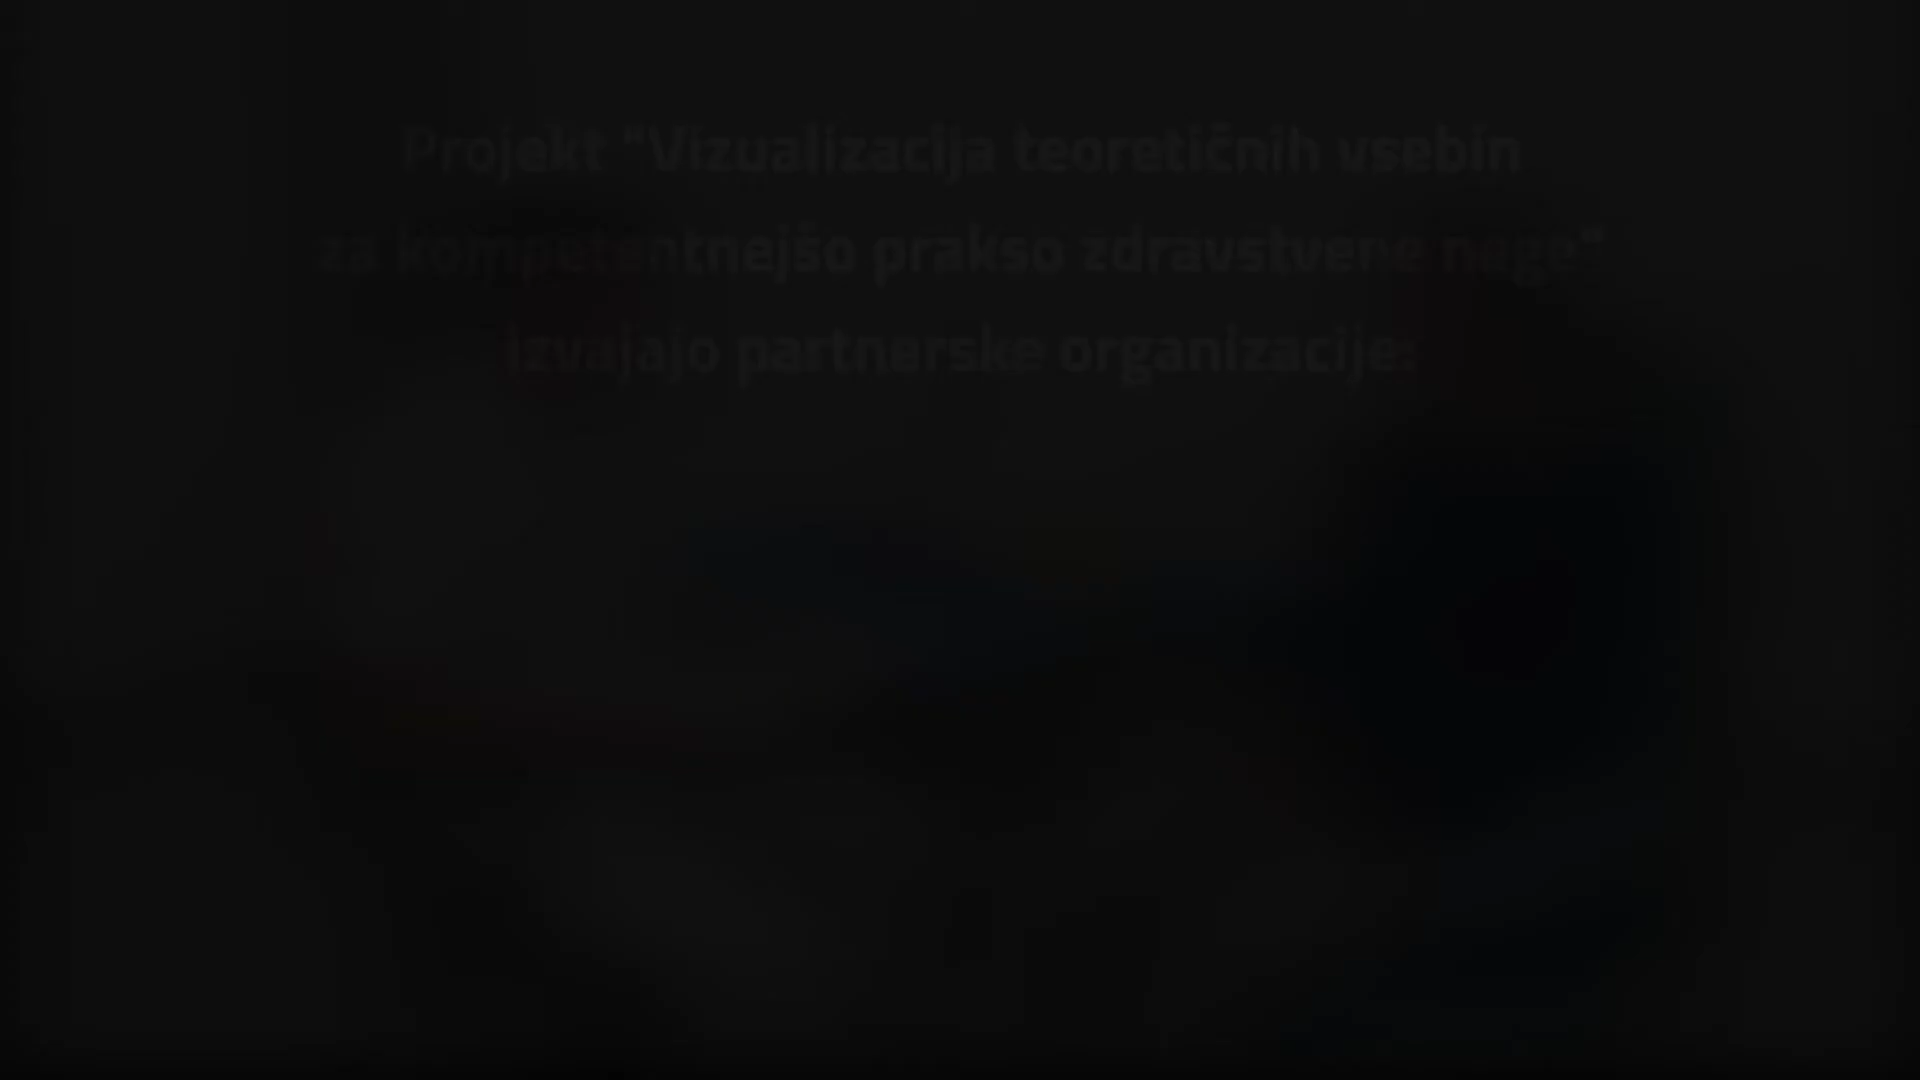 Projekt "Vizualizacija teoretičnih vsebin
za kompetentnejšo prakso zdravstvene nege"
izvajajo partnerske organizacije: